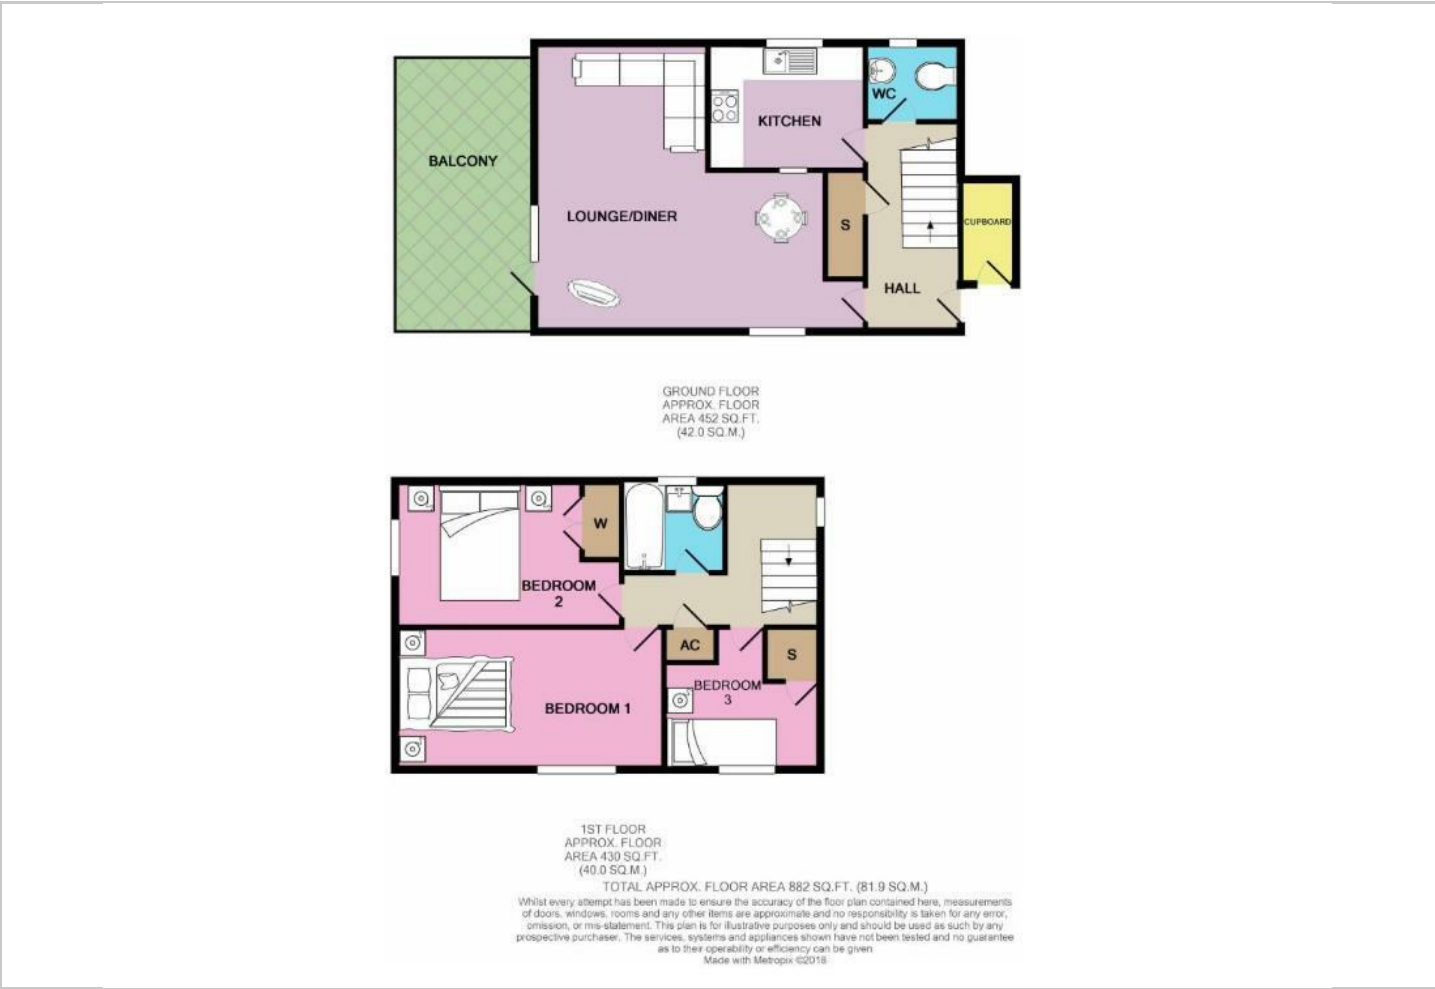 BALCONY
LOUNGE/DINER
KITCHEN
WC
S
CUPBOARD
HALL
GROUND FLOOR
APPROX. FLOOR
AREA 452 SQ.FT.
(42.0 SQ.M.)
W
BEDROOM
2
AC
S
BEDROOM
3
BEDROOM 1
1ST FLOOR
APPROX. FLOOR
AREA 430 SQ.FT.
(40.0 SQ.M.)
TOTAL APPROX. FLOOR AREA 882 SQ.FT. (81.9 SQ.M.)
Whilst every attempt has been made to ensure the accuracy of the floor plan contained here, measurements
of doors, windows, rooms and any other items are approximate and no responsibility is taken for any error,
omission, or mis-statement. This plan is for illustrative purposes only and should be used as such by any
prospective purchaser. The services, systems and appliances shown have not been tested and no guarantee
as to their operability or efficiency can be given
Made with Metropix ©2018